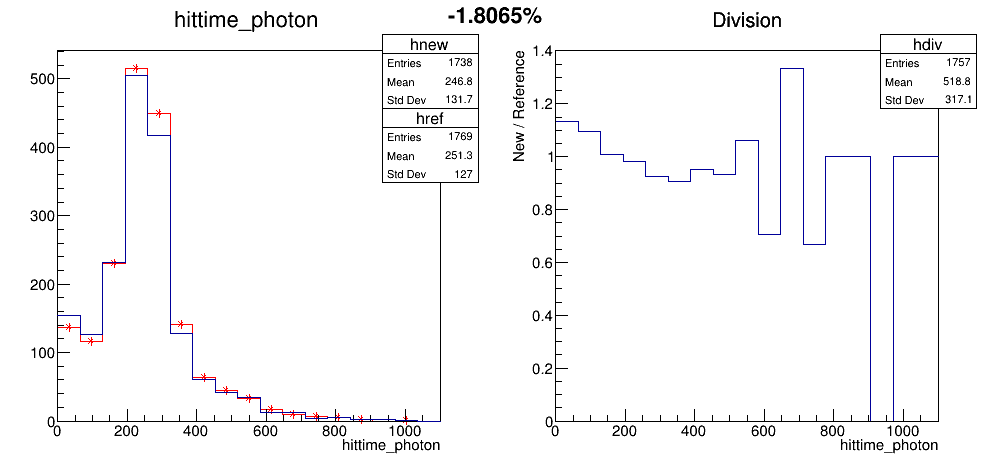 -1.8065%
hittime_photon
hnew
Entries 1738
Mean 246.8
Std Dev 131.7
href
Entries 1769
Mean 251.3
Std Dev 127
500
400
300
200
100
0
0 200 400 600 800 1000
hittime_photon
Division
hdiv
Entries 1757
Mean 518.8
Std Dev 317.1
New / Reference
1.4
1.2
1
0.8
0.6
0.4
0.2
0
0 200 400 600 800 1000
hittime_photon